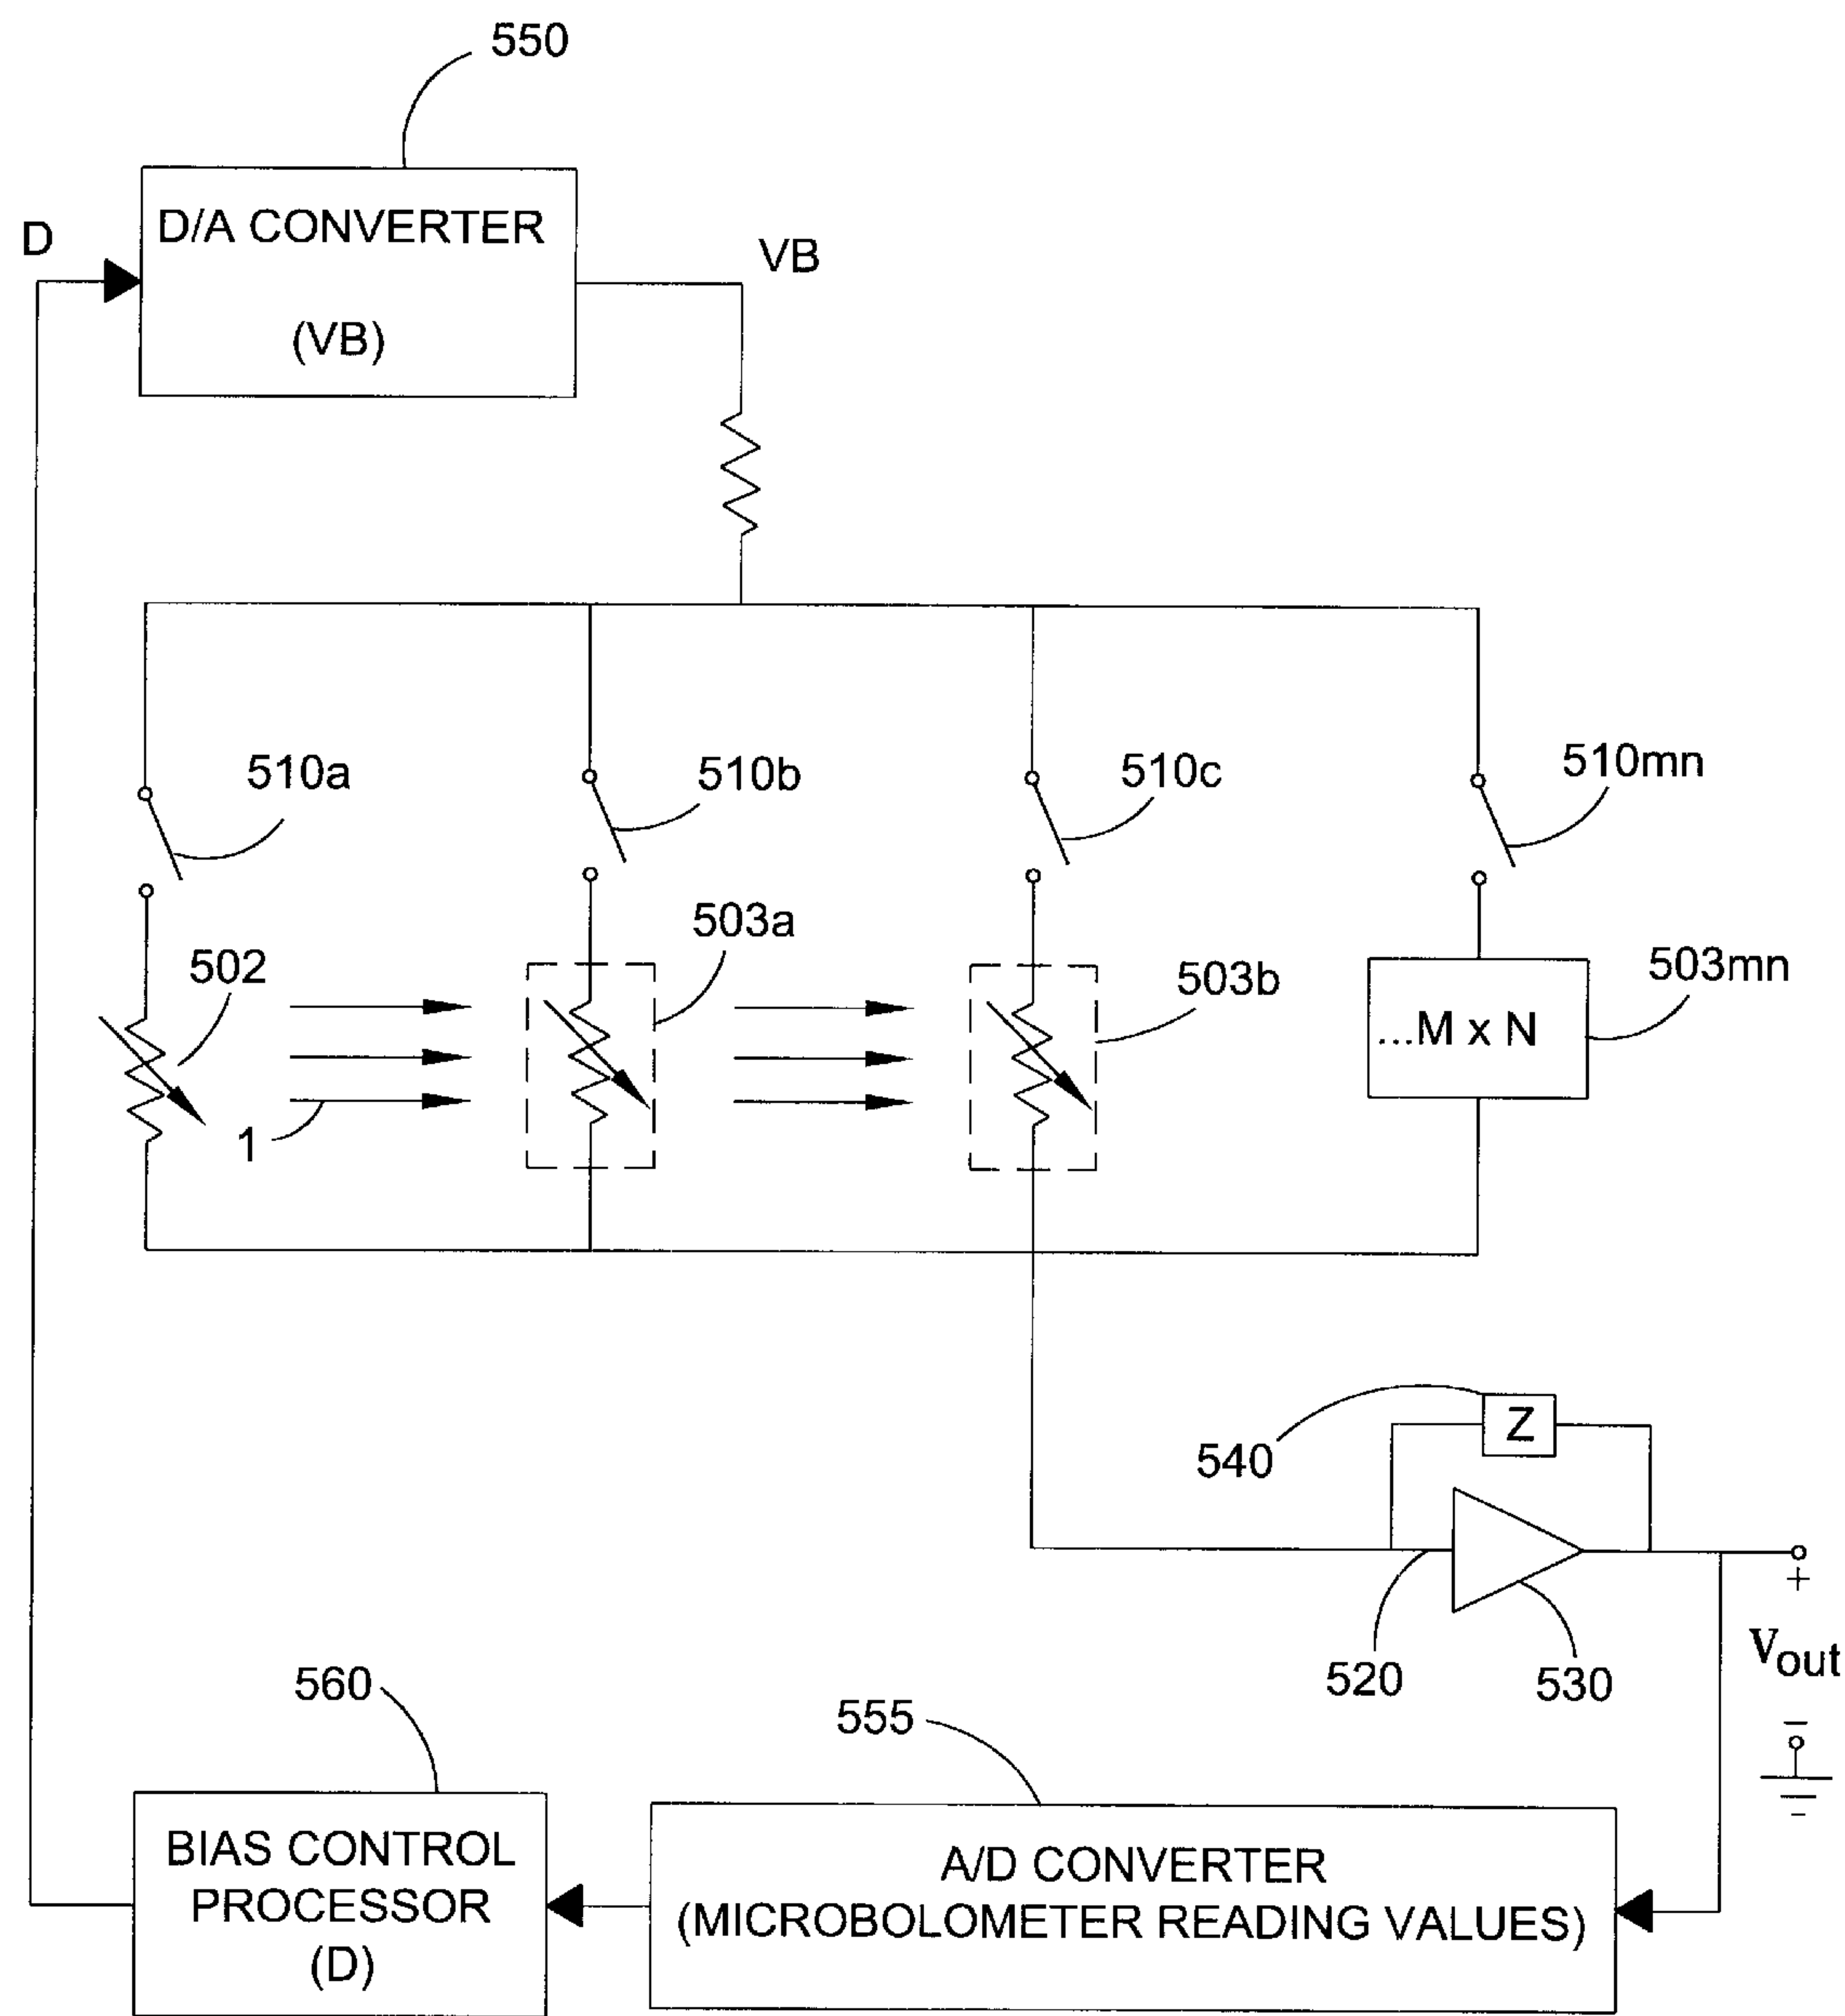 550
D/A CONVERTER
(VB)
D
VB
510a
510b
510c
510mn
502
503a
503b
503mn
...M x N
1
540
Z
520
530
+
Vout
–
-
560
555
BIAS CONTROL
PROCESSOR
(D)
A/D CONVERTER
(MICROBOLOMETER READING VALUES)